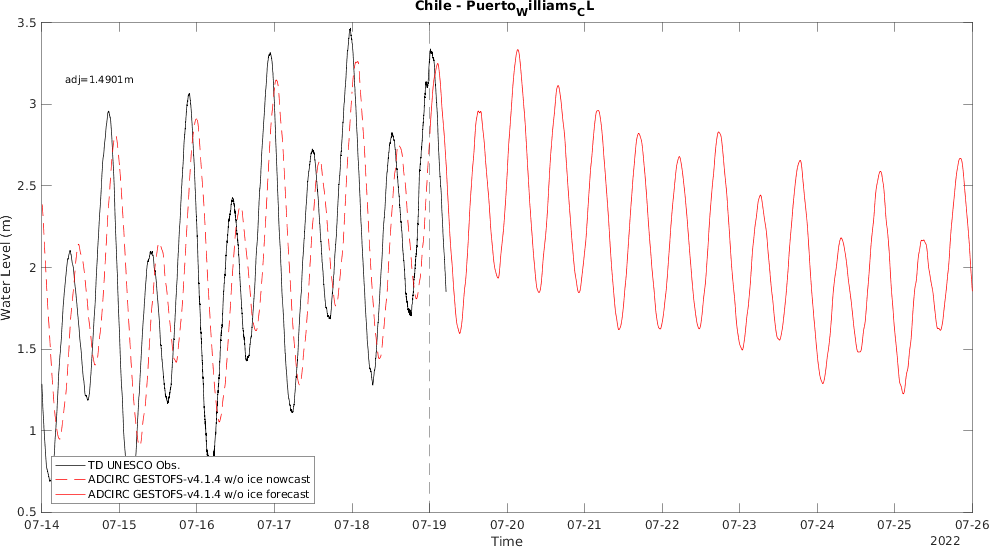 Chile - PuertoWilliamsCL
3.5
adj=1.4901m
3
2.5
2
1.5
1
0.5
Water Level (m)
TD UNESCO Obs.
ADCIRC GESTOFS-v4.1.4 w/o ice nowcast
ADCIRC GESTOFS-v4.1.4 w/o ice forecast
07-14 07-15 07-16 07-17 07-18 07-19 07-20 07-21 07-22 07-23 07-24 07-25 07-26
Time
2022